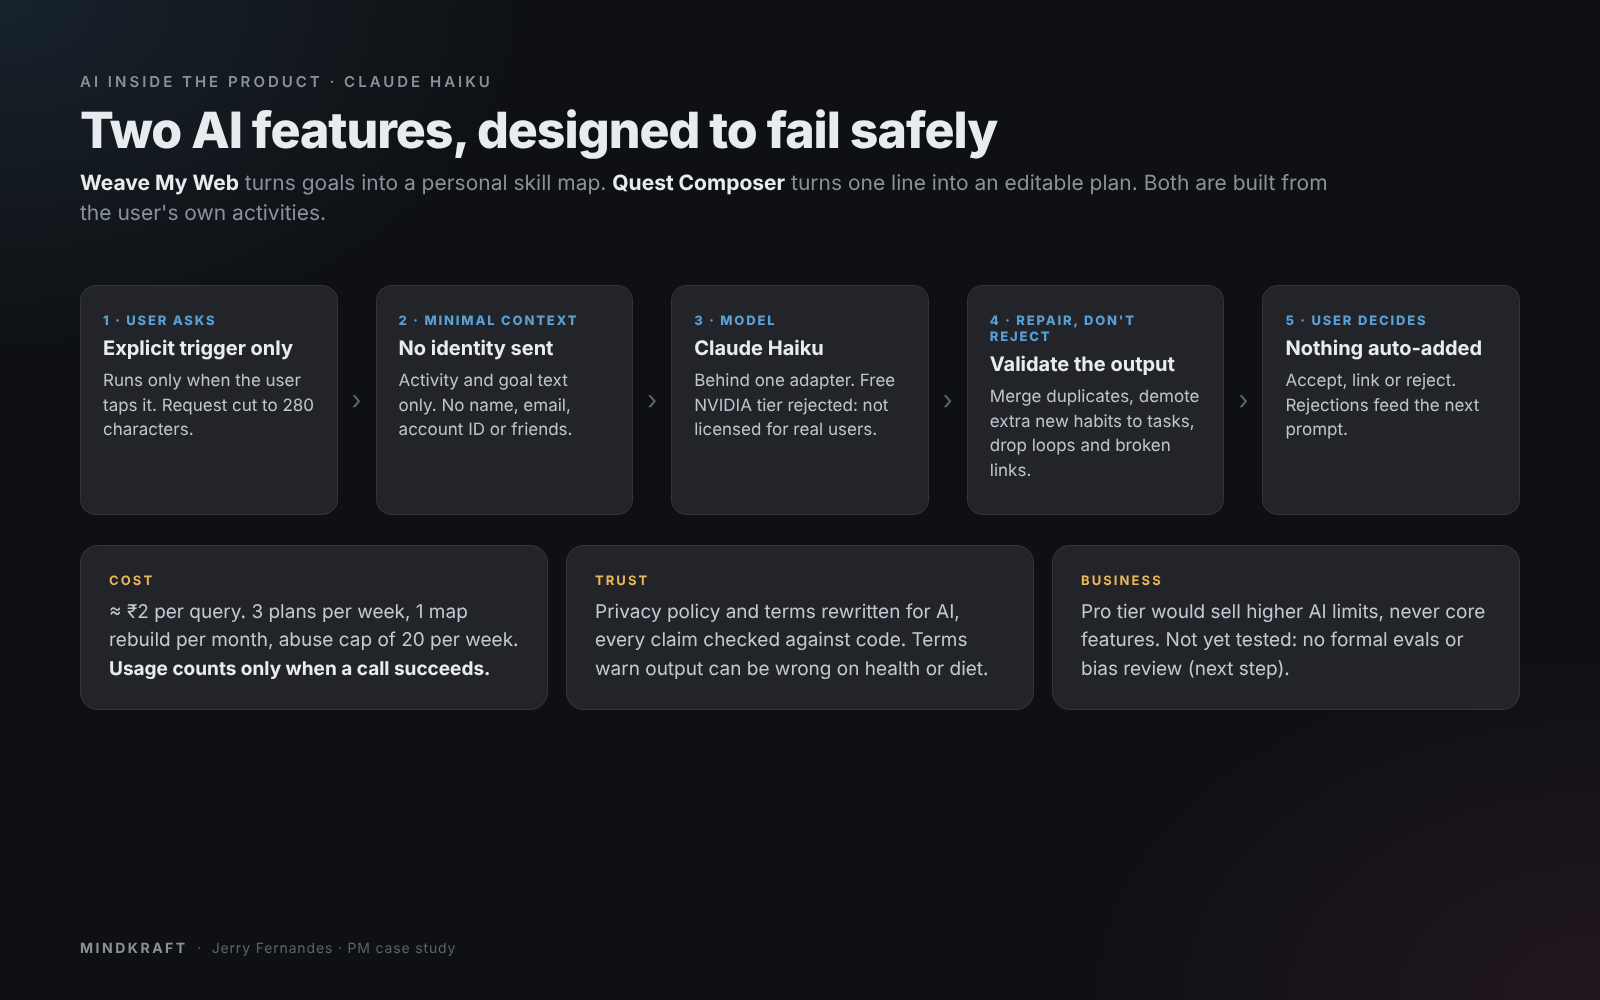 AI INSIDE THE PRODUCT · CLAUDE HAIKU
Two AI features, designed to fail safely
Weave My Web turns goals into a personal skill map. Quest Composer turns one line into an editable plan. Both are built from
the user's own activities.
1 · USER ASKS
Explicit trigger only
Runs only when the user
taps it. Request cut to 280
characters.
›
2 · MINIMAL CONTEXT
No identity sent
Activity and goal text
only. No name, email,
account ID or friends.
›
3 · MODEL
Claude Haiku
Behind one adapter. Free
NVIDIA tier rejected: not
licensed for real users.
›
4 · REPAIR, DON'T
REJECT
Validate the output
Merge duplicates, demote
extra new habits to tasks,
drop loops and broken
links.
›
5 · USER DECIDES
Nothing auto-added
Accept, link or reject.
Rejections feed the next
prompt.
COST
≈ ₹2 per query. 3 plans per week, 1 map
rebuild per month, abuse cap of 20 per week.
Usage counts only when a call succeeds.
TRUST
Privacy policy and terms rewritten for AI,
every claim checked against code. Terms
warn output can be wrong on health or diet.
BUSINESS
Pro tier would sell higher AI limits, never core
features. Not yet tested: no formal evals or
bias review (next step).
MINDKRAFT · Jerry Fernandes · PM case study